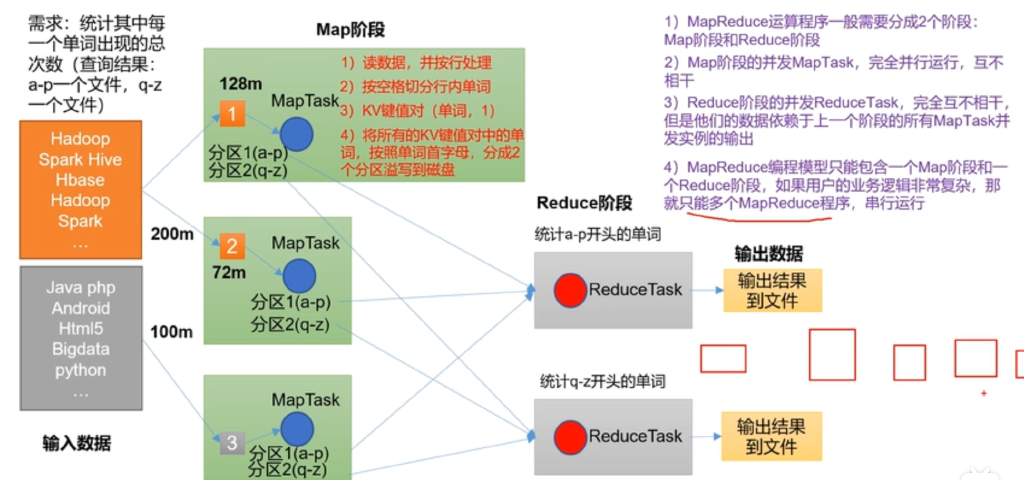 需求：统计其中每
一个单词出现的总
次数（查询结果：
a-p一个文件，q-z
一个文件）
Hadoop
Spark Hive
Hbase
Hadoop
Spark
…
200m
Java php
Android
Html5
Bigdata
python
…
100m
输入数据
Map阶段
128m
1
MapTask
分区1(a-p)
分区2(q-z)
1）读数据，并按行处理
2）按空格切分行内单词
3）KV键值对（单词，1）
4）将所有的KV键值对中的单
词，按照单词首字母，分成2
个分区溢写到磁盘
2
72m
MapTask
分区1(a-p)
分区2(q-z)
3
MapTask
分区1(a-p)
分区2(q-z)
Reduce阶段
统计a-p开头的单词
ReduceTask
统计q-z开头的单词
ReduceTask
输出数据
输出结果
到文件
输出结果
到文件
1）MapReduce运算程序一般需要分成2个阶段：
Map阶段和Reduce阶段
2）Map阶段的并发MapTask，完全并行运行，互不
相干
3）Reduce阶段的并发ReduceTask，完全互不相干，
但是他们的数据依赖于上一个阶段的所有MapTask并
发实例的输出
4）MapReduce编程模型只能包含一个Map阶段和一
个Reduce阶段，如果用户的业务逻辑非常复杂，那
就只能多个MapReduce程序，串行运行